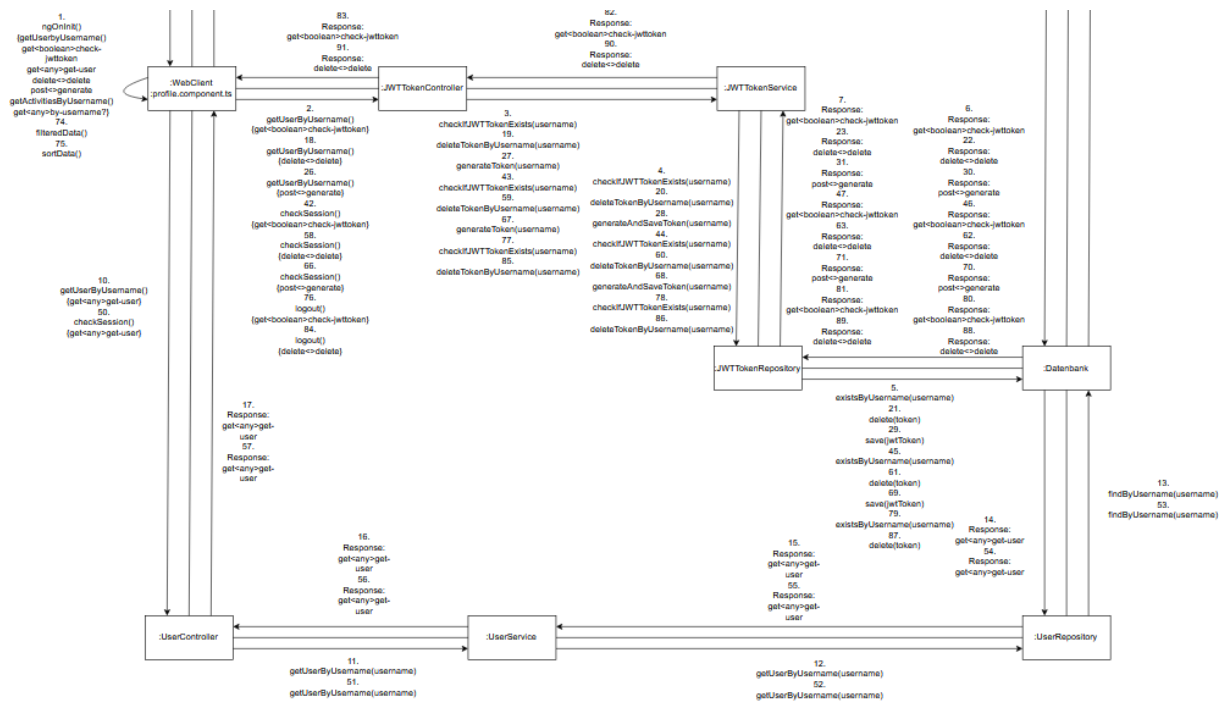 1.
ngOnInit()
{getUserbyUsername()
get<boolean>check-
jwttoken
get<any>get-user
delete<>delete
post<>generate
getActivitiesByUsername()
get<any>by-username?}
74.
filteredData()
75.
sortData()
83.
Response:
get<boolean>check-jwttoken
91.
Response:
delete<>delete
82.
Response:
get<boolean>check-jwttoken
90.
Response:
delete<>delete
:WebClient
:profile.component.ts
:JWTTokenController
:JWTTokenService
2.
getUserByUsername()
{get<boolean>check-jwttoken}
18.
getUserByUsername()
{delete<>delete}
26.
getUserByUsername()
{post<>generate}
42.
checkSession()
{get<boolean>check-jwttoken}
58.
checkSession()
{delete<>delete}
66.
checkSession()
{post<>generate}
76.
logout()
{get<boolean>check-jwttoken}
84.
logout()
{delete<>delete}
3.
checkIfJWTTokenExists(username)
19.
deleteTokenByUsername(username)
27.
generateToken(username)
43.
checkIfJWTTokenExists(username)
59.
deleteTokenByUsername(username)
67.
generateToken(username)
77.
checkIfJWTTokenExists(username)
85.
deleteTokenByUsername(username)
4.
checkIfJWTTokenExists(username)
20.
deleteTokenByUsername(username)
28.
generateAndSaveToken(username)
44.
checkIfJWTTokenExists(username)
60.
deleteTokenByUsername(username)
68.
generateAndSaveToken(username)
78.
checkIfJWTTokenExists(username)
86.
deleteTokenByUsername(username)
7.
Response:
get<boolean>check-jwttoken
23.
Response:
delete<>delete
31.
Response:
post<>generate
47.
Response:
get<boolean>check-jwttoken
63.
Response:
delete<>delete
71.
Response:
post<>generate
81.
Response:
get<boolean>check-jwttoken
89.
Response:
delete<>delete
6.
Response:
get<boolean>check-jwttoken
22.
Response:
delete<>delete
30.
Response:
post<>generate
46.
Response:
get<boolean>check-jwttoken
62.
Response:
delete<>delete
70.
Response:
post<>generate
80.
Response:
get<boolean>check-jwttoken
88.
Response:
delete<>delete
10.
getUserByUsername()
{get<any>get-user}
50.
checkSession()
{get<any>get-user}
:JWTTokenRepository
:Datenbank
17.
Response:
get<any>get-
user
57.
Response:
get<any>get-
user
5.
existsByUsername(username)
21.
delete(token)
29.
save(jwtToken)
45.
existsByUsername(username)
61.
delete(token)
69.
save(jwtToken)
79.
existsByUsername(username)
87.
delete(token)
13.
findByUsername(username)
53.
findByUsername(username)
14.
Response:
get<any>get-user
54.
Response:
get<any>get-user
16.
Response:
get<any>get-
user
56.
Response:
get<any>get-
user
15.
Response:
get<any>get-
user
55.
Response:
get<any>get-
user
:UserController
:UserService
:UserRepository
11.
getUserByUsername(username)
51.
getUserByUsername(username)
12.
getUserByUsername(username)
52.
getUserByUsername(username)